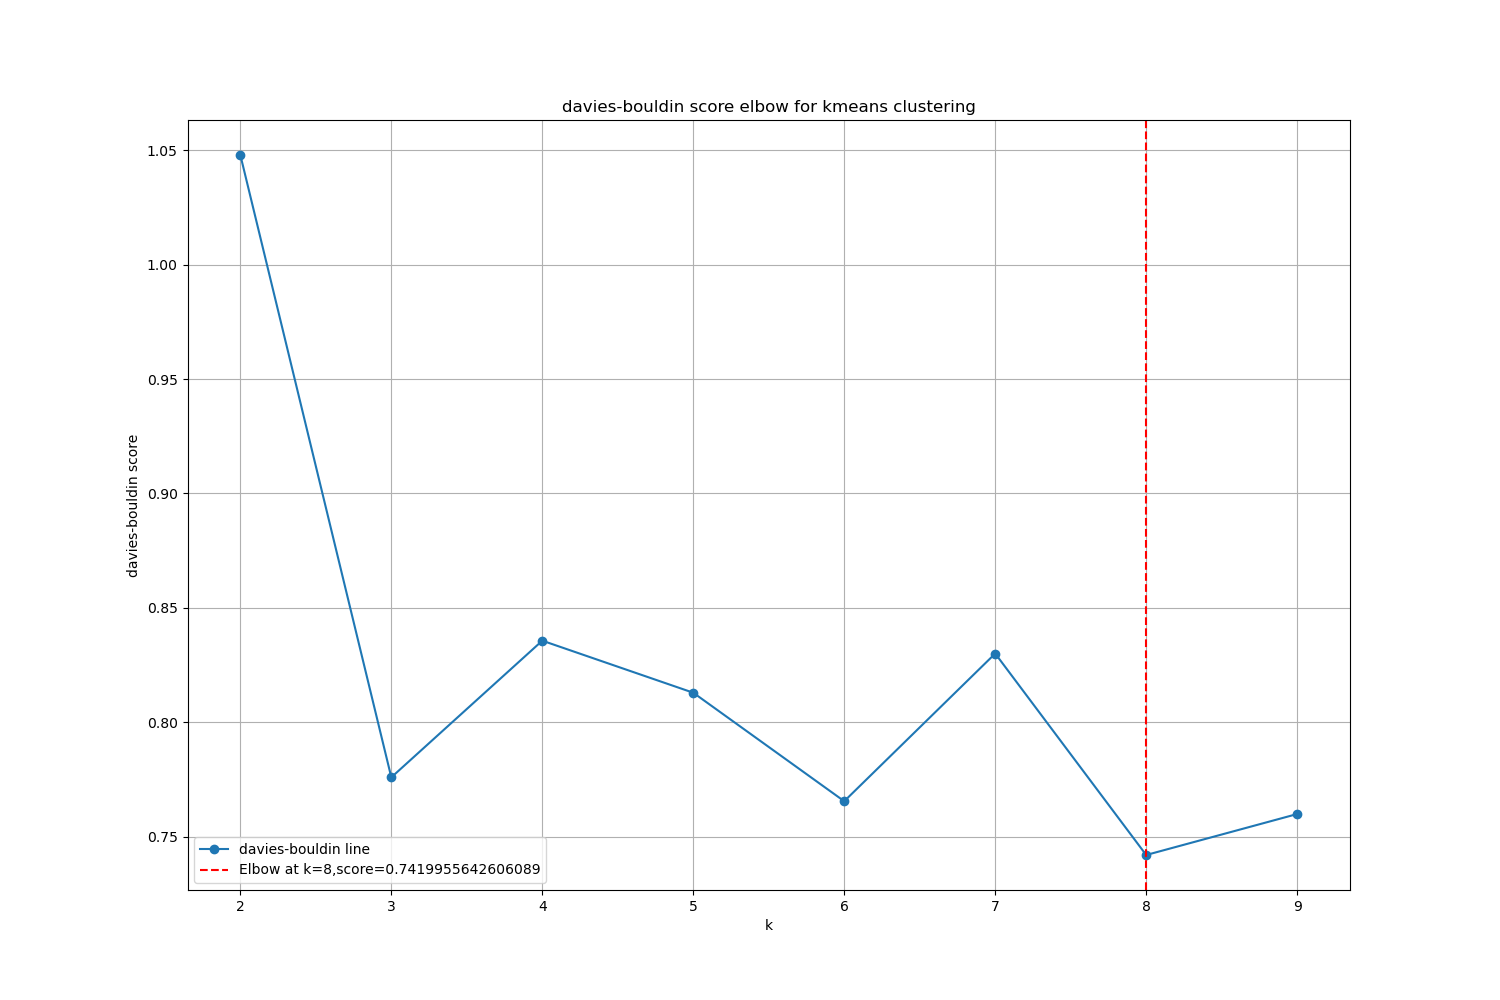 davies-bouldin score elbow for kmeans clustering
davies-bouldin score
1.05
1.00
0.95
0.90
0.85
0.80
0.75
davies-bouldin line
Elbow at k=8,score=0.7419955642606089
2 3 4 5 6 7 8 9
k